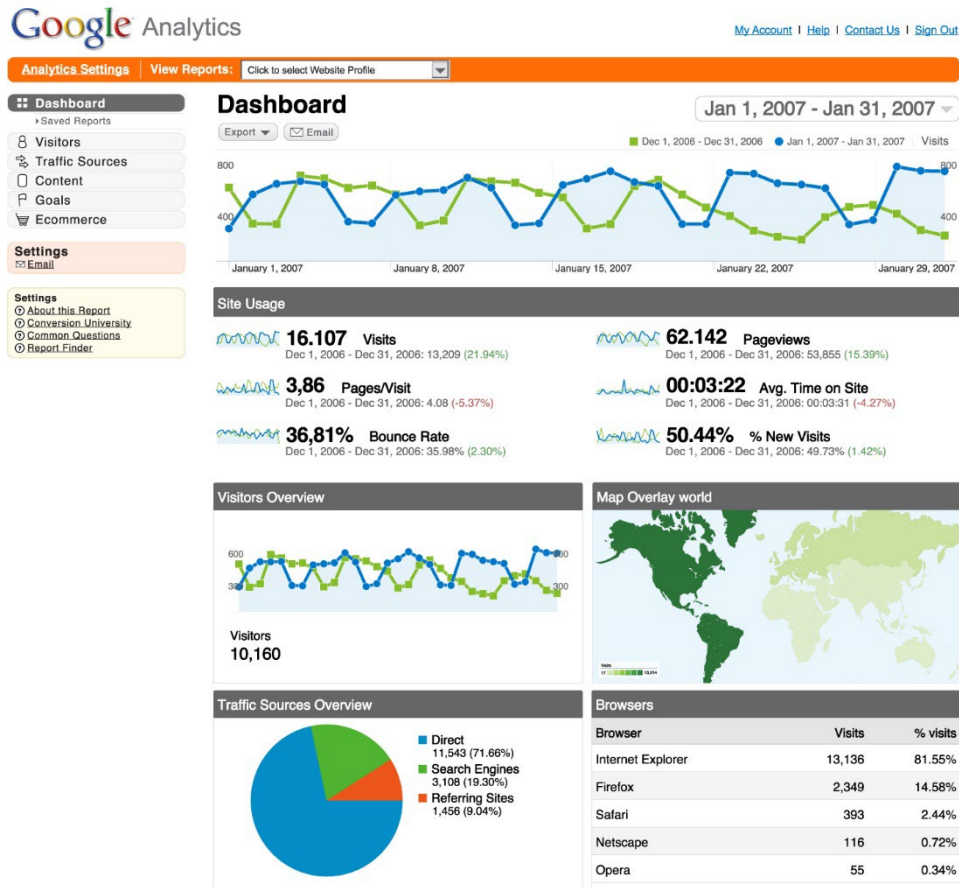 Google Analytics
My Account | Help | Contact Us | Sign Out
Analytics Settings | View Reports: Click to select Website Profile
Dashboard
Saved Reports
Visitors
Traffic Sources
Content
Goals
Ecommerce
Settings
Email
Settings
About this Report
Conversion University
Common Questions
Report Finder
Dashboard
Jan 1, 2007 - Jan 31, 2007
Export
Email
Dec 1, 2006 - Dec 31, 2006 Jan 1, 2007 - Jan 31, 2007 Visits
800 800
400 400
January 1, 2007 January 8, 2007 January 15, 2007 January 22, 2007 January 29, 2007
Site Usage
16.107 Visits
Dec 1, 2006 - Dec 31, 2006: 13,209 (21.94%)
62.142 Pageviews
Dec 1, 2006 - Dec 31, 2006: 53,855 (15.39%)
3,86 Pages/Visit
Dec 1, 2006 - Dec 31, 2006: 4.08 (-5.37%)
00:03:22 Avg. Time on Site
Dec 1, 2006 - Dec 31, 2006: 00:03:31 (-4.27%)
36,81% Bounce Rate
Dec 1, 2006 - Dec 31, 2006: 35.98% (2.30%)
50.44% % New Visits
Dec 1, 2006 - Dec 31, 2006: 49.73% (1.42%)
Visitors Overview
600
300 300
Visitors
10,160
Map Overlay world
Visits
Traffic Sources Overview
Direct
11,543 (71.66%)
Search Engines
3,108 (19.30%)
Referring Sites
1,456 (9.04%)
Browsers
Browser Visits % visits
Internet Explorer 13,136 81.55%
Firefox 2,349 14.58%
Safari 393 2.44%
Netscape 116 0.72%
Opera 55 0.34%